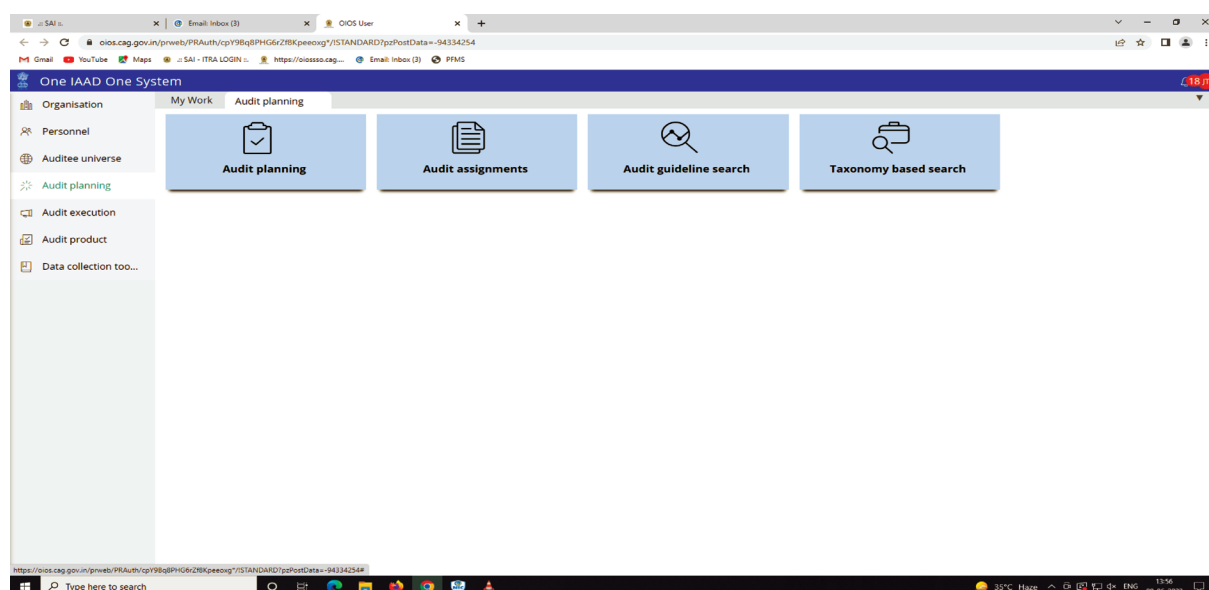 .:: SAI ::.
Email: Inbox (3)
OIOS User
oios.cag.gov.in/prweb/PRAuth/cpY9Bq8PHG6rZf8Kpeeoxg*/!STANDARD?pzPostData=-94334254
Gmail YouTube Maps .:: SAI - ITRA LOGIN ::. https://oiossso.cag.... Email: Inbox (3) PFMS
One IAAD One System
18
Organisation
My Work Audit planning
Personnel
Auditee universe
Audit planning
Audit execution
Audit product
Data collection too...
Audit planning Audit assignments Audit guideline search Taxonomy based search
https://oios.cag.gov.in/prweb/PRAuth/cpY9Bq8PHG6rZf8Kpeeoxg*/!STANDARD?pzPostData=-94334254#
Type here to search
35°C Haze ENG 13:56